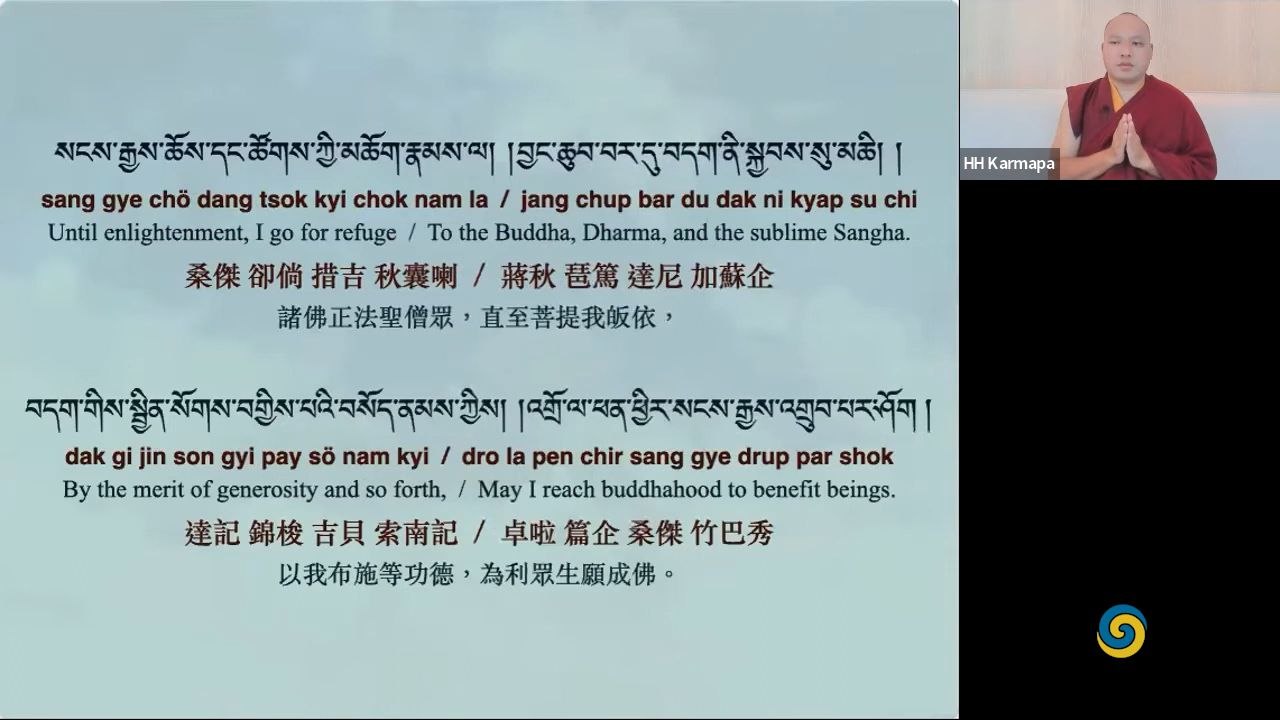 སངས་རྒྱས་ཆོས་དང་ཚོགས་ཀྱི་མཆོག་རྣམས་ལ། །བྱང་ཆུབ་བར་དུ་བདག་ནི་སྐྱབས་སུ་མཆི། །
sang gye chö dang tsok kyi chok nam la / jang chup bar du dak ni kyap su chi
Until enlightenment, I go for refuge / To the Buddha, Dharma, and the sublime Sangha.
桑傑 卻倘 措吉 秋囊喇 / 蔣秋 琶篤 達尼 加蘇企
諸佛正法聖僧眾，直至菩提我皈依，
བདག་གིས་སྦྱིན་སོགས་བགྱིས་པའི་བསོད་ནམས་ཀྱིས། །འགྲོ་ལ་ཕན་ཕྱིར་སངས་རྒྱས་འགྲུབ་པར་ཤོག །
dak gi jin son gyi pay sö nam kyi / dro la pen chir sang gye drup par shok
By the merit of generosity and so forth, / May I reach buddhahood to benefit beings.
達記 錦梭 吉貝 索南記 / 卓啦 篇企 桑傑 竹巴秀
以我布施等功德，為利眾生願成佛。
HH Karmapa